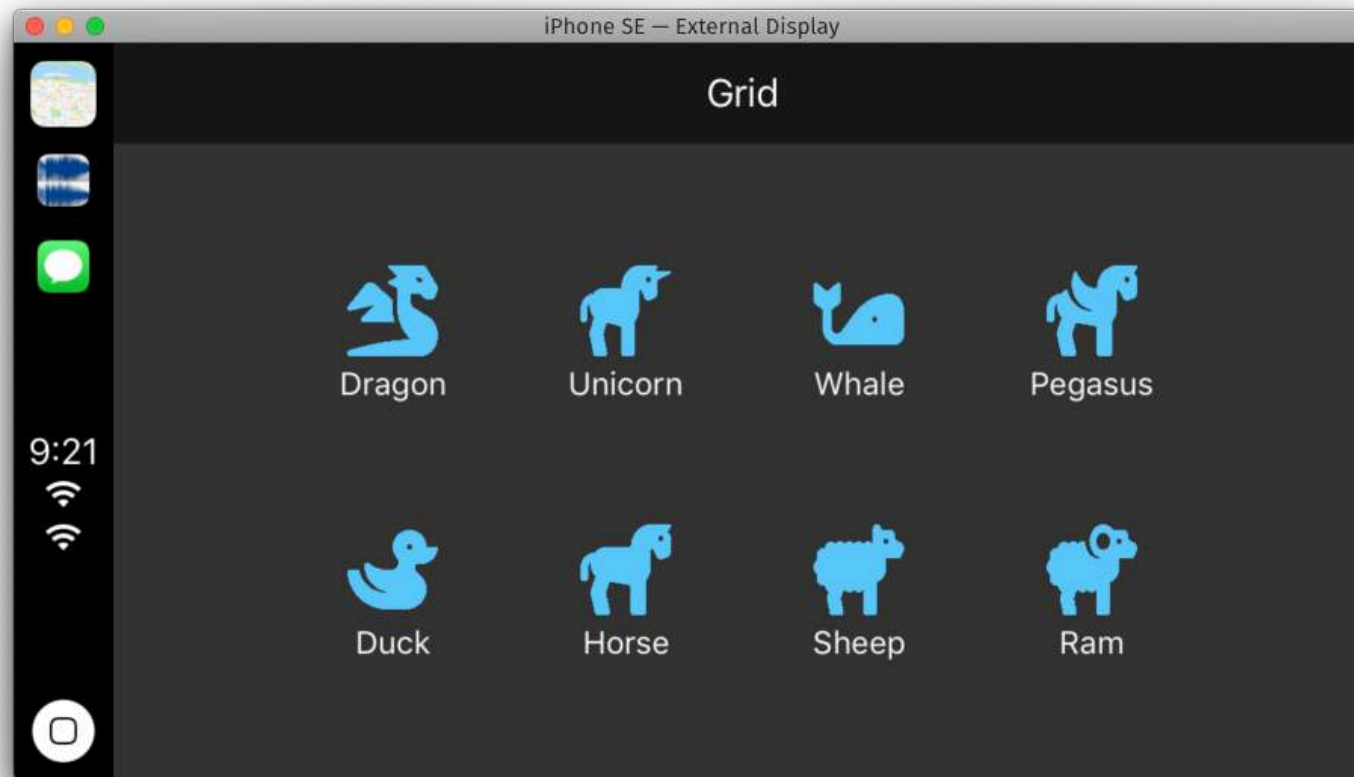 iPhone SE — External Display
Grid
Dragon Unicorn Whale Pegasus
9:21
Duck Horse Sheep Ram